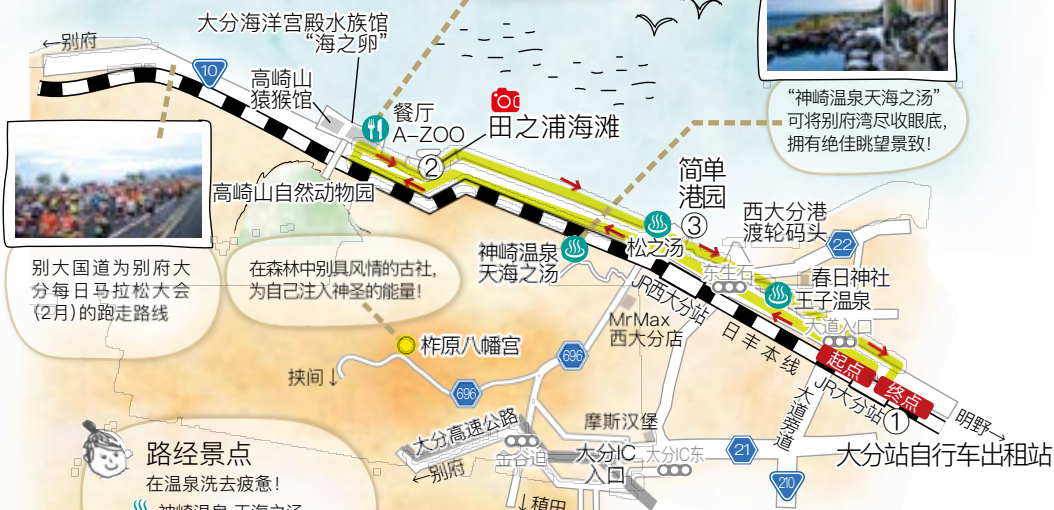 大分海洋宫殿水族馆
“海之卵”
←别府
10
高崎山
猿猴馆
餐厅
A-ZOO
田之浦海滩
②
“神崎温泉天海之汤”
可将别府湾尽收眼底，
拥有绝佳眺望景致！
高崎山自然动物园
简单
港园
③
西大分港
渡轮码头
22
神崎温泉
天海之汤
松之汤
东生石
春日神社
王子温泉
大道入口
别大国道为别府大
分每日马拉松大会
(2月)的跑走路线
在森林中别具风情的古社，
为自己注入神圣的能量！
JR西大分站
MrMax
西大分店
日丰本线
柞原八幡宫
696
挟间↓
696
起点
终点
JR大分站
①
明野→
大道旁道
大分站自行车出租站
大分高速公路
←别府
金谷迫
摩斯汉堡
大分IC
入口
大分IC东
21
210
↓稙田
路经景点
在温泉洗去疲惫！
神崎温泉 天海之汤